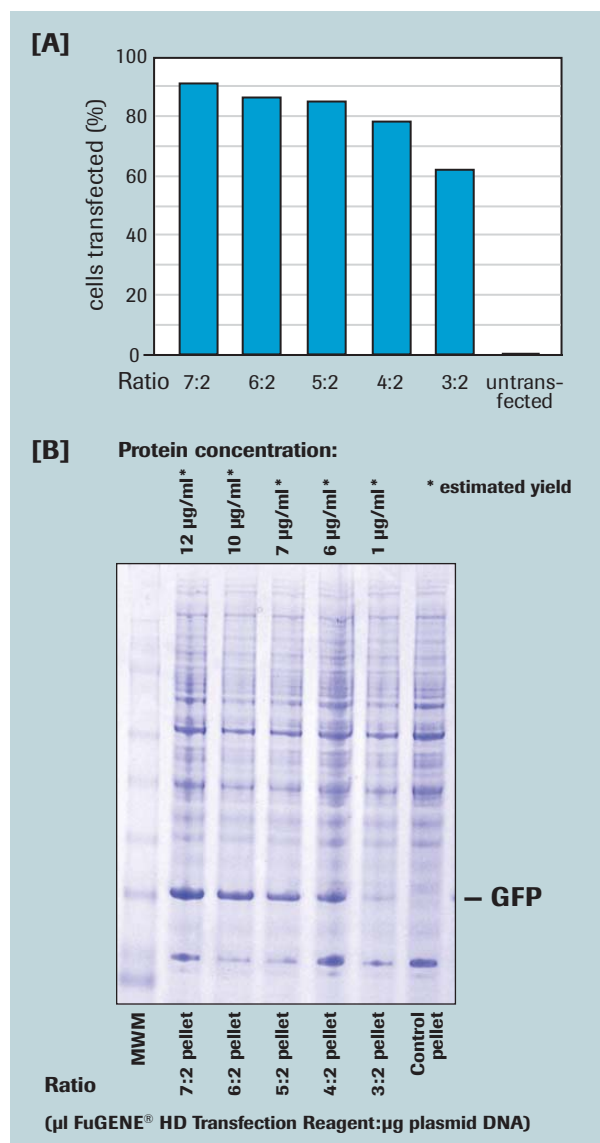 [A]
100
80
60
40
20
0
cells transfected (%)
Ratio 7:2 6:2 5:2 4:2 3:2 untrans-
fected
[B] Protein concentration:
* estimated yield
12 µg/ml*
10 µg/ml*
7 µg/ml*
6 µg/ml*
1 µg/ml*
– GFP
MWM
7:2 pellet
6:2 pellet
5:2 pellet
4:2 pellet
3:2 pellet
Control
pellet
Ratio
(µl FuGENE® HD Transfection Reagent:µg plasmid DNA)